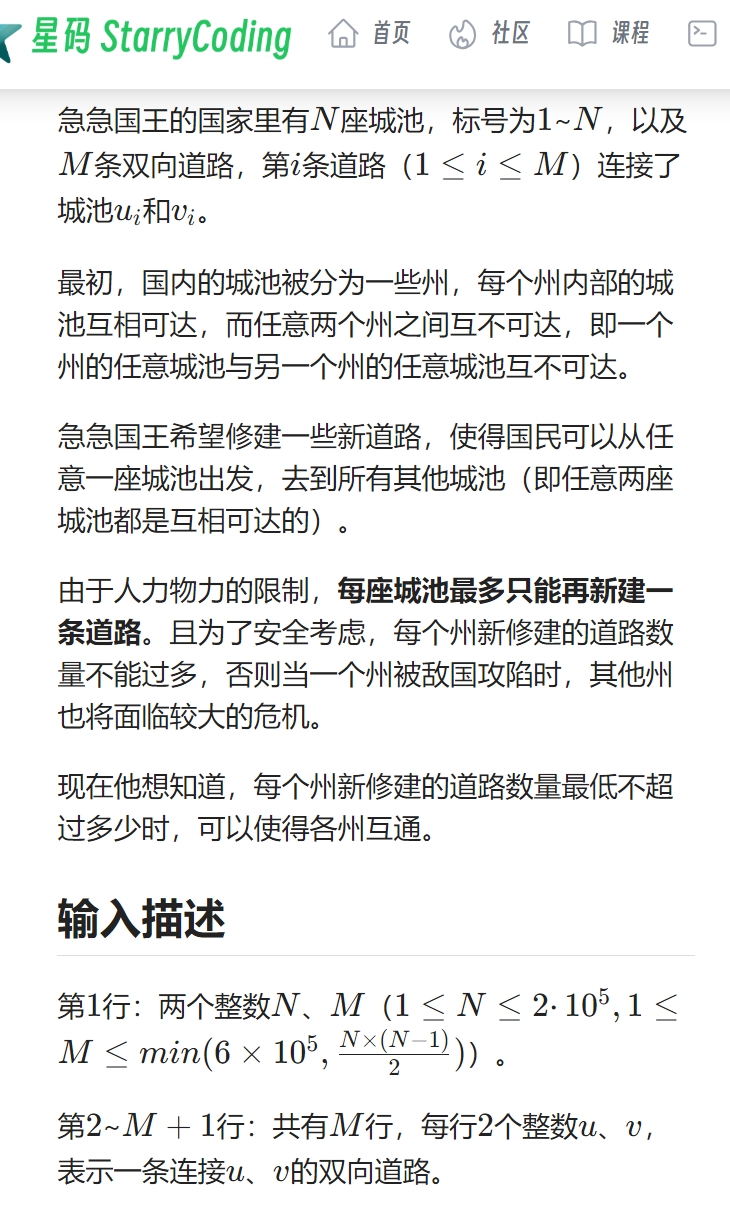 星码 StarryCoding 首页 社区 课程
急急国王的国家里有N座城池，标号为1~N，以及
M条双向道路，第i条道路（1 ≤ i ≤ M）连接了
城池u_i和v_i。
最初，国内的城池被分为一些州，每个州内部的城
池互相可达，而任意两个州之间互不可达，即一个
州的任意城池与另一个州的任意城池互不可达。
急急国王希望修建一些新道路，使得国民可以从任
意一座城池出发，去到所有其他城池（即任意两座
城池都是互相可达的）。
由于人力物力的限制，每座城池最多只能再新建一
条道路。且为了安全考虑，每个州新修建的道路数
量不能过多，否则当一个州被敌国攻陷时，其他州
也将面临较大的危机。
现在他想知道，每个州新修建的道路数量最低不超
过多少时，可以使得各州互通。
输入描述
第1行：两个整数N、M（1 ≤ N ≤ 2·10^5, 1 ≤
M ≤ min(6 × 10^5, \frac{N×(N−1)}{2})）。
第2~M + 1行：共有M行，每行2个整数u、v，
表示一条连接u、v的双向道路。